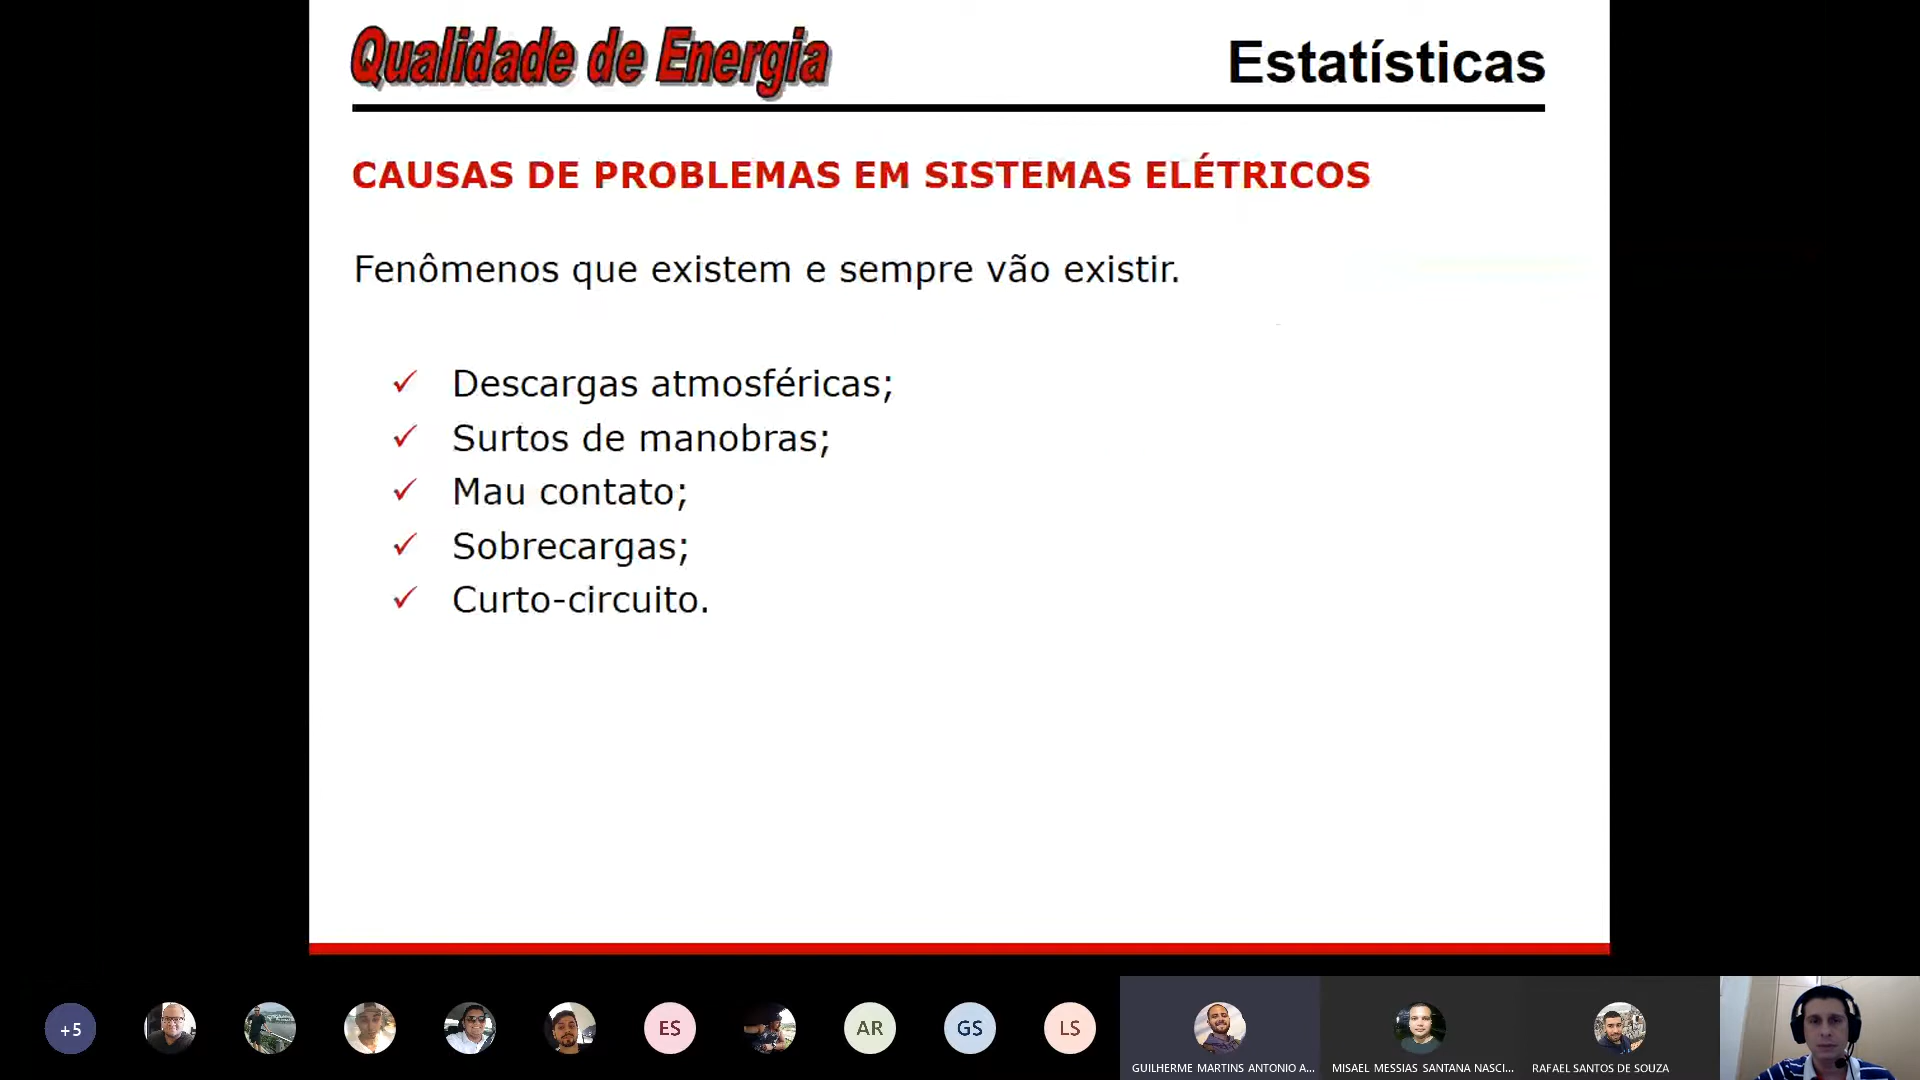 Qualidade de Energia
Estatísticas
CAUSAS DE PROBLEMAS EM SISTEMAS ELÉTRICOS
Fenômenos que existem e sempre vão existir.
✓ Descargas atmosféricas;
✓ Surtos de manobras;
✓ Mau contato;
✓ Sobrecargas;
✓ Curto-circuito.
+5
ES
AR
GS
LS
GUILHERME MARTINS ANTONIO A...
MISAEL MESSIAS SANTANA NASCI...
RAFAEL SANTOS DE SOUZA